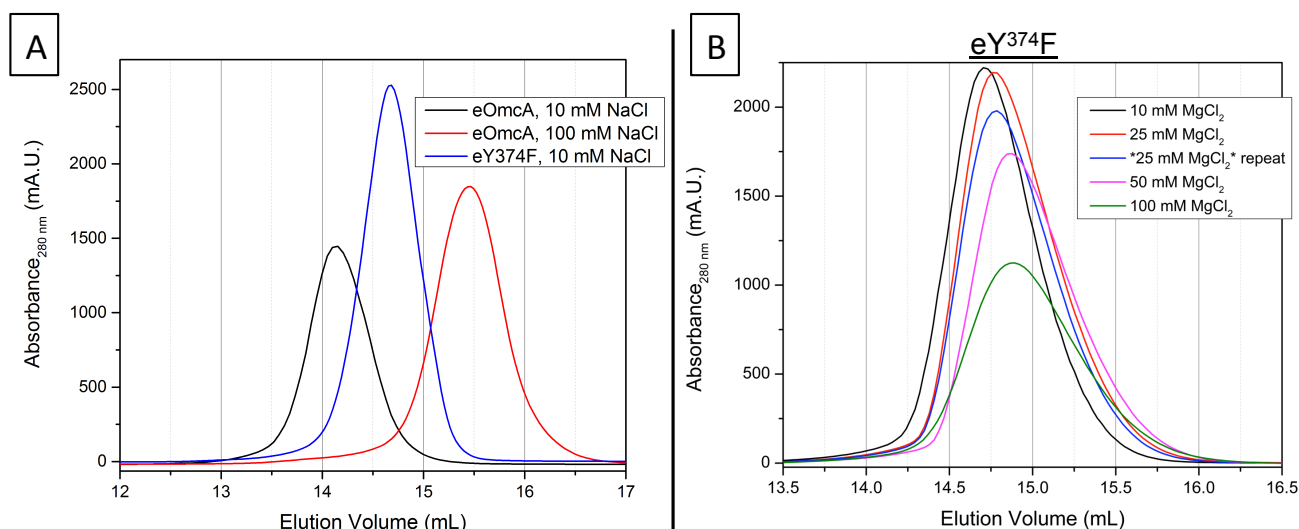 A
Absorbance280 nm (mA.U.)
2500
2000
1500
1000
500
0
eOmcA, 10 mM NaCl
eOmcA, 100 mM NaCl
eY374F, 10 mM NaCl
12 13 14 15 16 17
Elution Volume (mL)
B
eY³⁷⁴F
Absorbance280 nm (mA.U.)
2000
1500
1000
500
0
10 mM MgCl₂
25 mM MgCl₂
*25 mM MgCl₂* repeat
50 mM MgCl₂
100 mM MgCl₂
13.5 14.0 14.5 15.0 15.5 16.0 16.5
Elution Volume (mL)